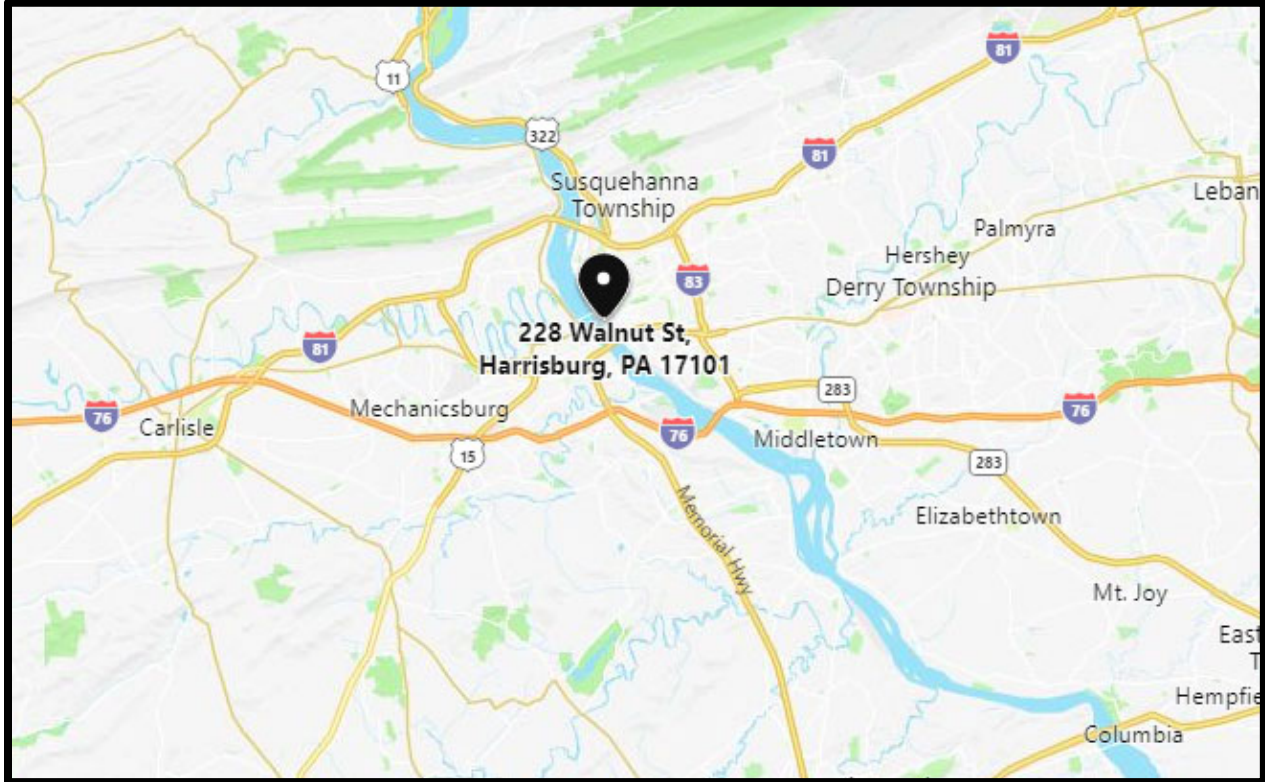 81
11
322
81
Susquehanna
Township
Leban
Palmyra
Hershey
83
Derry Township
228 Walnut St,
Harrisburg, PA 17101
81
283
76
Mechanicsburg
76
Carlisle
76
Middletown
15
283
Memorial Hwy
Elizabethtown
Mt. Joy
East
T
Hempfie
Columbia